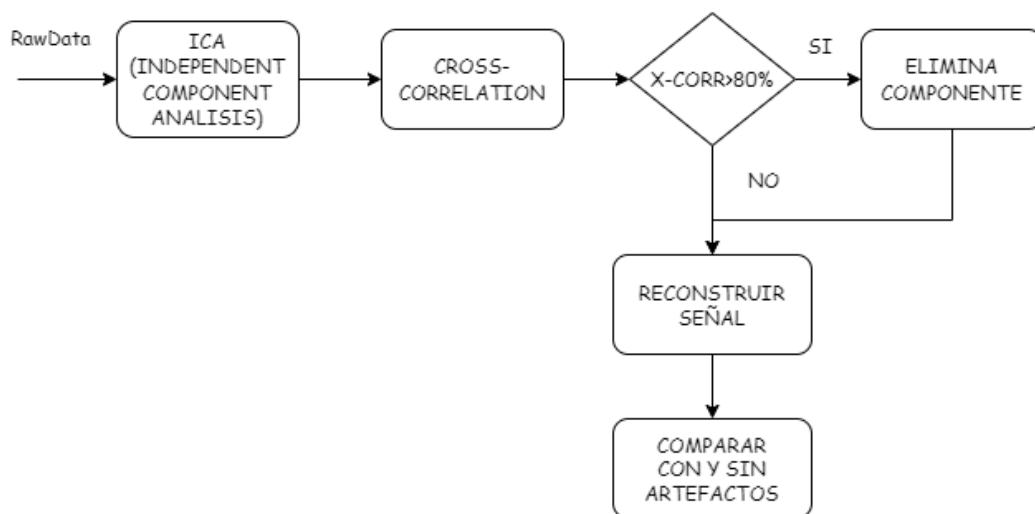 RawData
ICA
(INDEPENDENT
COMPONENT
ANALISIS)
CROSS-
CORRELATION
X-CORR>80%
SI
ELIMINA
COMPONENTE
NO
RECONSTRUIR
SEÑAL
COMPARAR
CON Y SIN
ARTEFACTOS